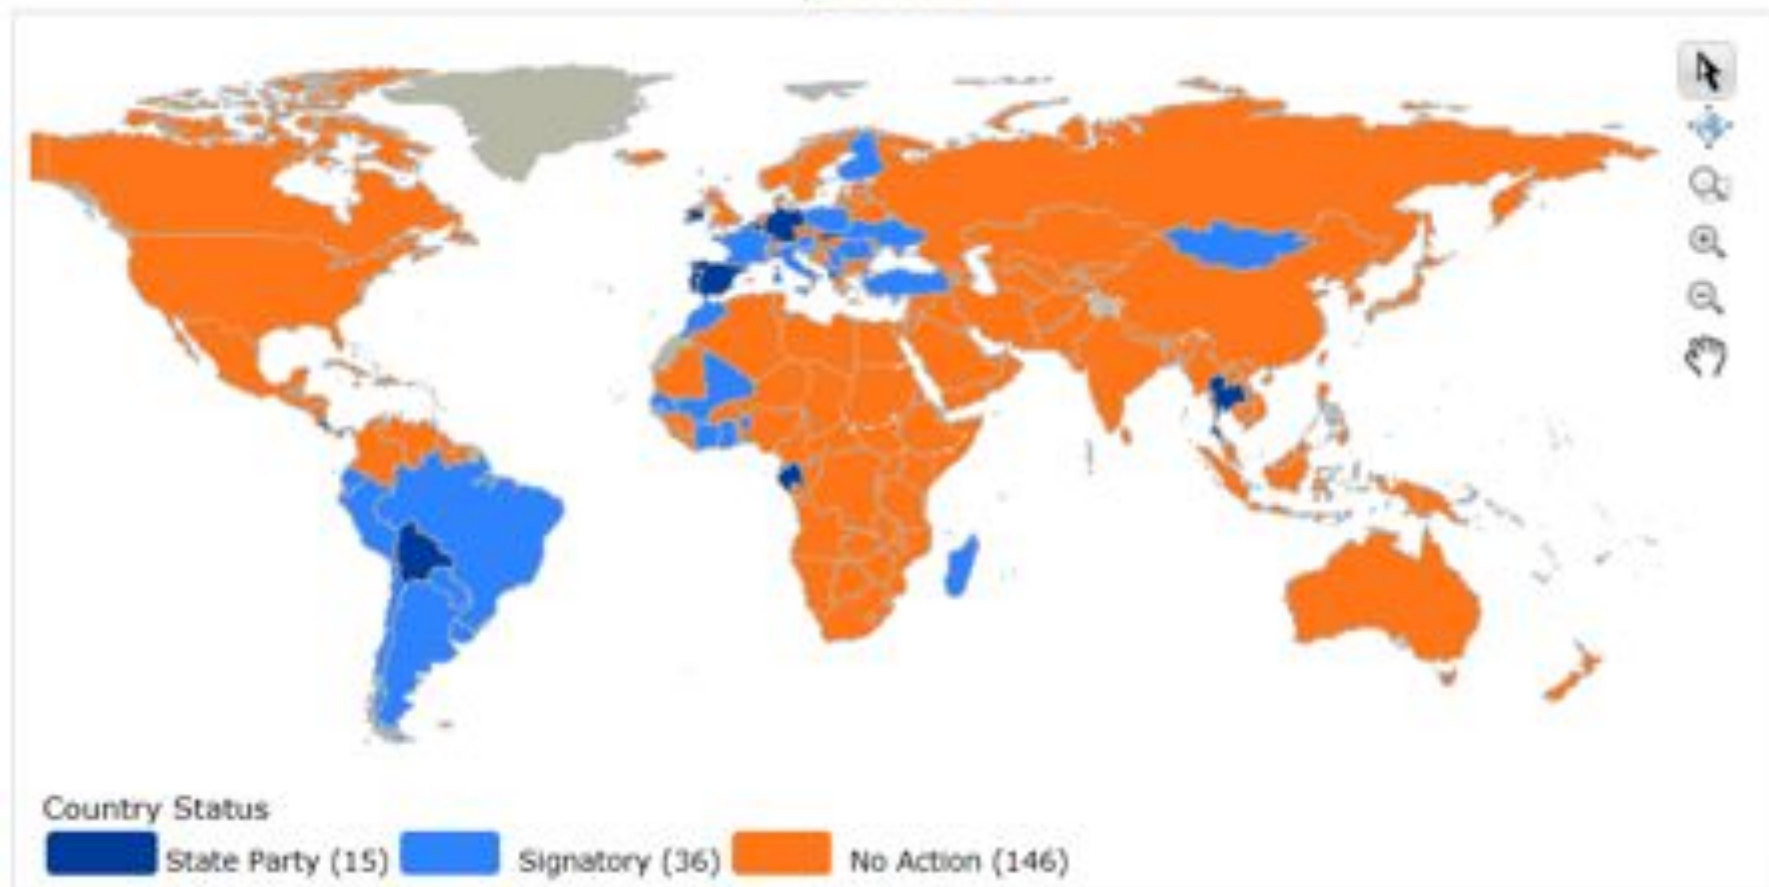 Country Status
State Party (15) Signatory (36) No Action (146)